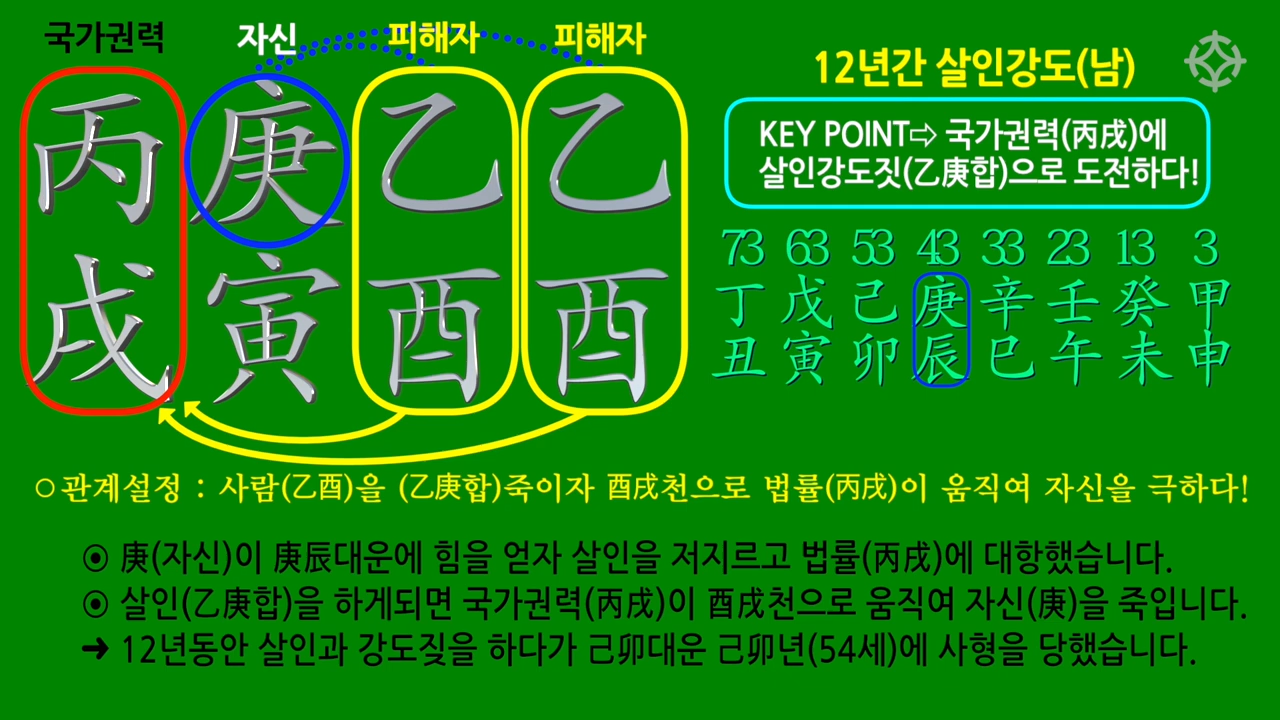 국가권력 자신 피해자 피해자
丙 庚 乙 乙
戌 寅 酉 酉
12년간 살인강도(남)
KEY POINT⇨ 국가권력(丙戌)에
살인강도짓(乙庚합)으로 도전하다!
73 63 53 43 33 23 13 3
丁 戊 己 庚 辛 壬 癸 甲
丑 寅 卯 辰 巳 午 未 申
○관계설정 : 사람(乙酉)을 (乙庚합)죽이자 酉戌천으로 법률(丙戌)이 움직여 자신을 극하다!
◉ 庚(자신)이 庚辰대운에 힘을 얻자 살인을 저지르고 법률(丙戌)에 대항했습니다.
◉ 살인(乙庚합)을 하게되면 국가권력(丙戌)이 酉戌천으로 움직여 자신(庚)을 죽입니다.
➜ 12년동안 살인과 강도짖을 하다가 己卯대운 己卯년(54세)에 사형을 당했습니다.